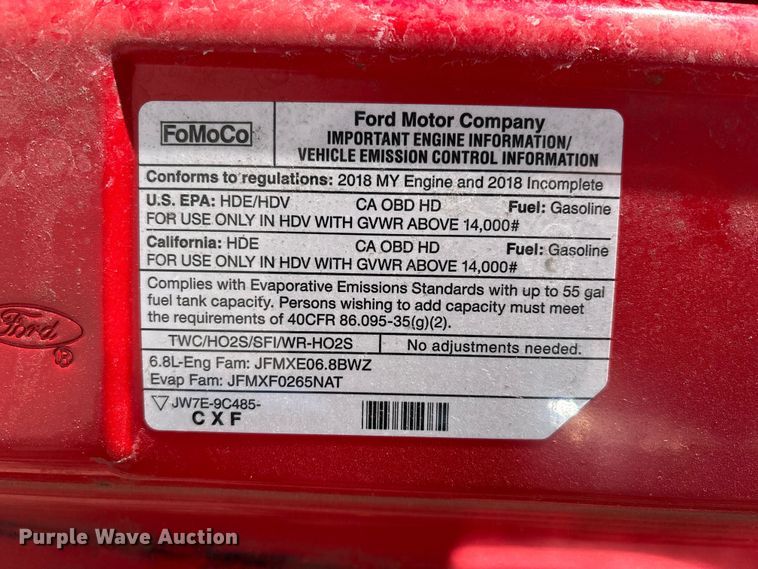 FoMoCo
Ford Motor Company
IMPORTANT ENGINE INFORMATION/
VEHICLE EMISSION CONTROL INFORMATION
Conforms to regulations: 2018 MY Engine and 2018 Incomplete
U.S. EPA: HDE/HDV CA OBD HD Fuel: Gasoline
FOR USE ONLY IN HDV WITH GVWR ABOVE 14,000#
California: HDE CA OBD HD Fuel: Gasoline
FOR USE ONLY IN HDV WITH GVWR ABOVE 14,000#
Complies with Evaporative Emissions Standards with up to 55 gal
fuel tank capacity. Persons wishing to add capacity must meet
the requirements of 40CFR 86.095-35(g)(2).
TWC/HO2S/SFI/WR-HO2S No adjustments needed.
6.8L-Eng Fam: JFMXE06.8BWZ
Evap Fam: JFMXF0265NAT
JW7E-9C485-
CXF
Ford
®
Purple Wave Auction